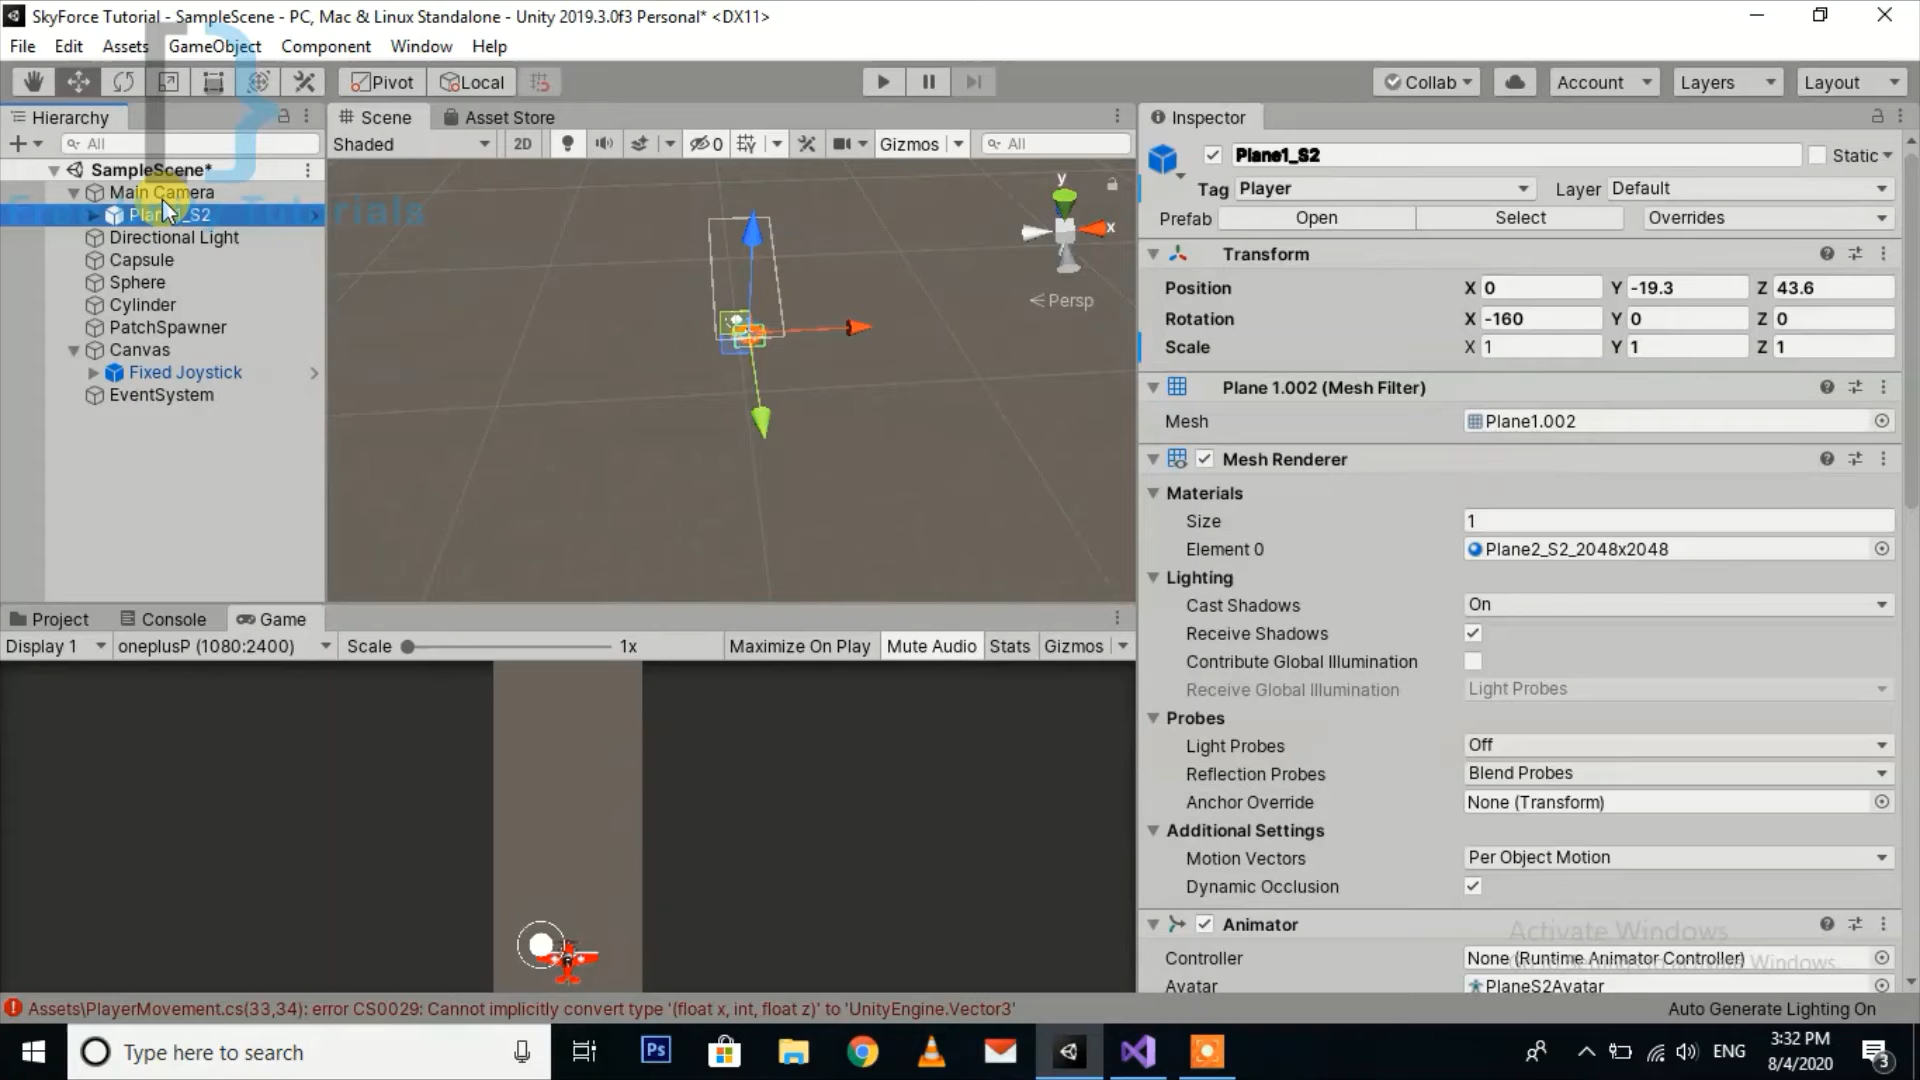 SkyForce Tutorial - SampleScene - PC, Mac & Linux Standalone - Unity 2019.3.0f3 Personal* <DX11>
File Edit Assets GameObject Component Window Help
Pivot Local Collab Account Layers Layout
Hierarchy
All
SampleScene*
Main Camera
Plane1_S2
Directional Light
Capsule
Sphere
Cylinder
PatchSpawner
Canvas
Fixed Joystick
EventSystem
Scene Asset Store
Shaded 2D 0 Gizmos All
y
x
Persp
Project Console Game
Display 1 oneplusP (1080:2400) Scale 1x Maximize On Play Mute Audio Stats Gizmos
Inspector
Plane1_S2 Static
Tag Player Layer Default
Prefab Open Select Overrides
Transform
Position X 0 Y -19.3 Z 43.6
Rotation X -160 Y 0 Z 0
Scale X 1 Y 1 Z 1
Plane 1.002 (Mesh Filter)
Mesh Plane1.002
Mesh Renderer
Materials
Size 1
Element 0 Plane2_S2_2048x2048
Lighting
Cast Shadows On
Receive Shadows
Contribute Global Illumination
Receive Global Illumination Light Probes
Probes
Light Probes Off
Reflection Probes Blend Probes
Anchor Override None (Transform)
Additional Settings
Motion Vectors Per Object Motion
Dynamic Occlusion
Animator
Activate Windows
Controller None (Runtime Animator Controller)
Avatar PlaneS2Avatar
Assets\PlayerMovement.cs(33,34): error CS0029: Cannot implicitly convert type '(float x, int, float z)' to 'UnityEngine.Vector3'
Auto Generate Lighting On
Type here to search
Ps
ENG
3:32 PM
8/4/2020
3